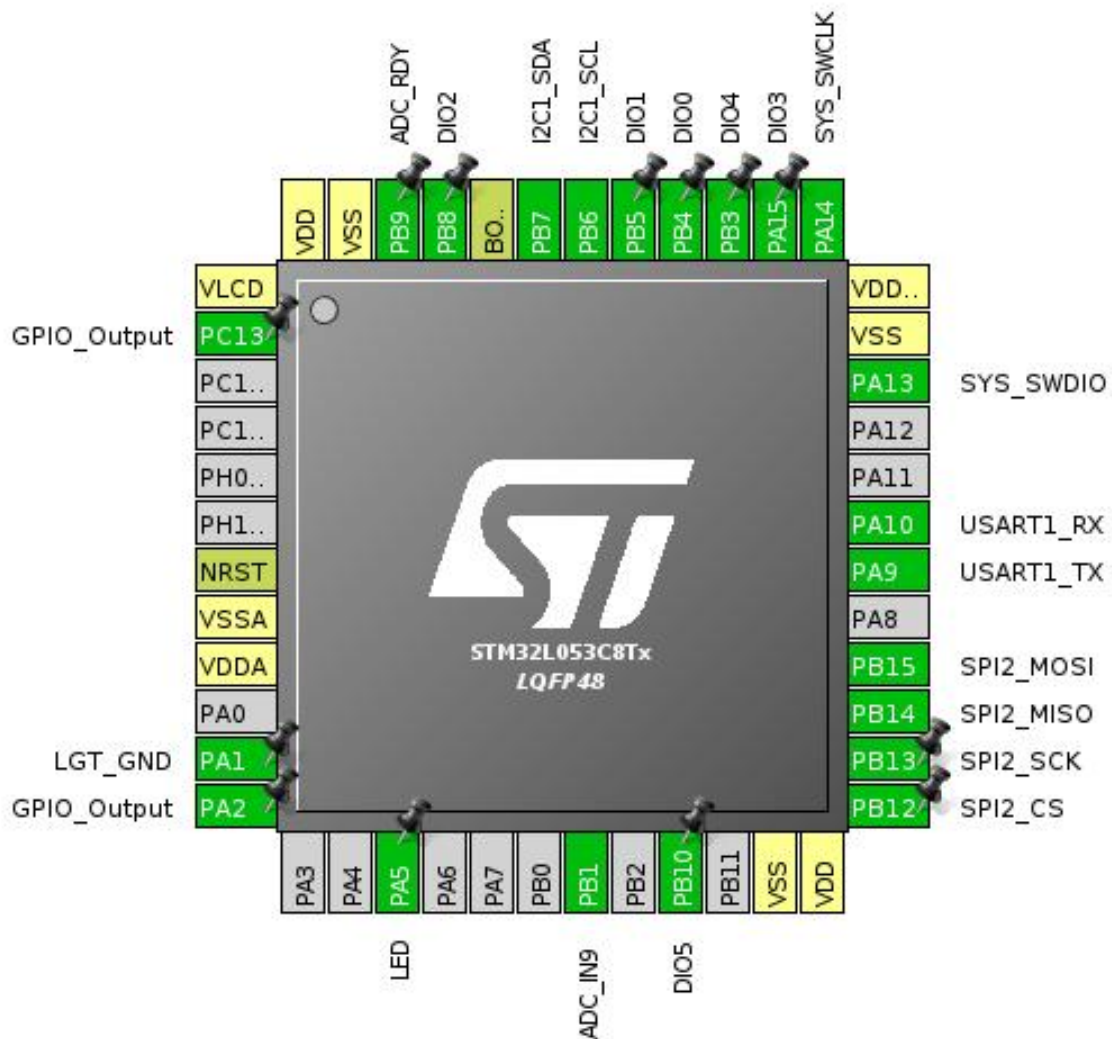 ADC_RDY
DIO2
I2C1_SDA
I2C1_SCL
DIO1
DIO0
DIO4
DIO3
SYS_SWCLK
VDD
VSS
PB9
PB8
BO..
PB7
PB6
PB5
PB4
PB3
PA15
PA14
VLCD
GPIO_Output PC13
PC1..
PC1..
PH0..
PH1..
NRST
VSSA
VDDA
PA0
LGT_GND PA1
GPIO_Output PA2
STM32L053C8Tx
LQFP48
VDD..
VSS
PA13 SYS_SWDIO
PA12
PA11
PA10 USART1_RX
PA9 USART1_TX
PA8
PB15 SPI2_MOSI
PB14 SPI2_MISO
PB13 SPI2_SCK
PB12 SPI2_CS
PA3
PA4
PA5
PA6
PA7
PB0
PB1
PB2
PB10
PB11
VSS
VDD
LED
ADC_IN9
DIO5